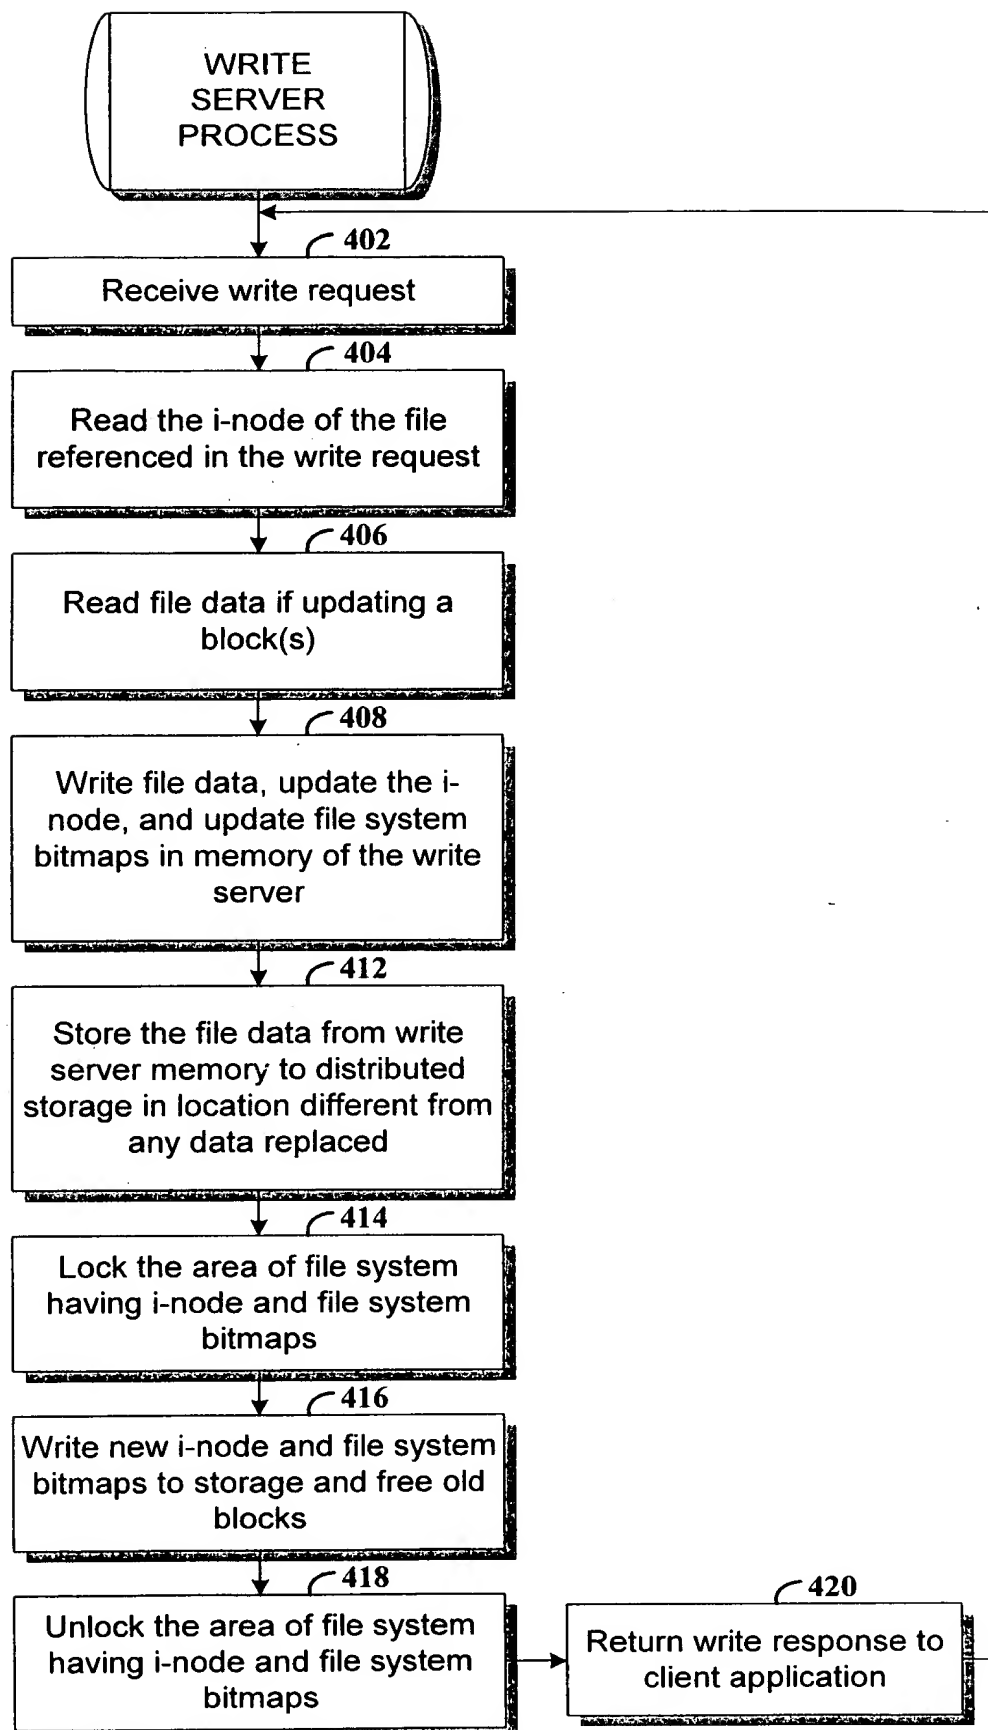 WRITE
SERVER
PROCESS
402
Receive write request
404
Read the i-node of the file
referenced in the write request
406
Read file data if updating a
block(s)
408
Write file data, update the i-
node, and update file system
bitmaps in memory of the write
server
412
Store the file data from write
server memory to distributed
storage in location different from
any data replaced
414
Lock the area of file system
having i-node and file system
bitmaps
416
Write new i-node and file system
bitmaps to storage and free old
blocks
418
Unlock the area of file system
having i-node and file system
bitmaps
420
Return write response to
client application